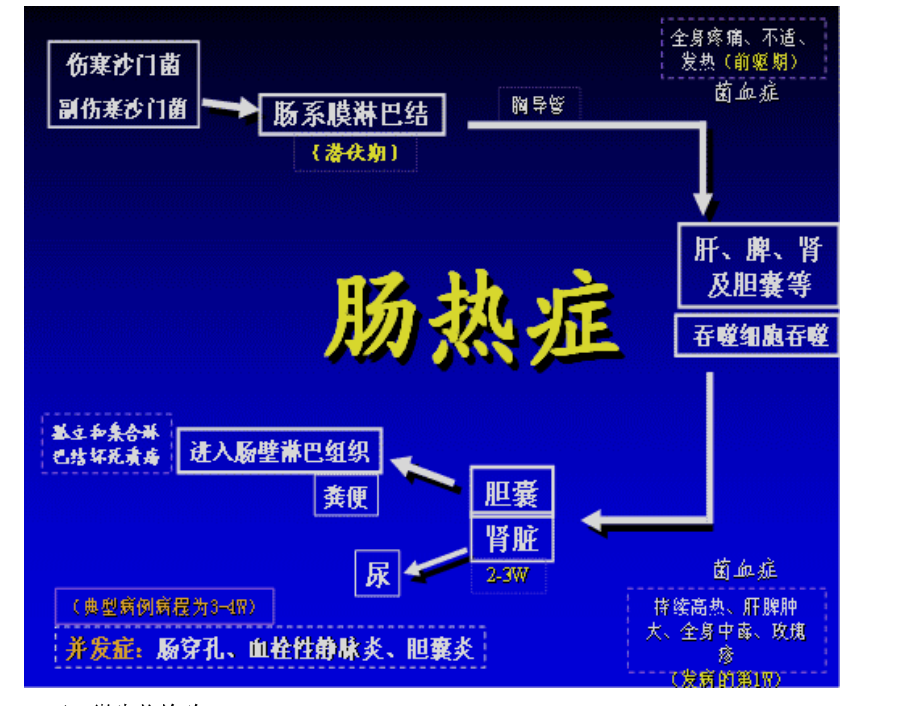 伤寒沙门菌
副伤寒沙门菌
肠系膜淋巴结
{潜伏期}
胸导管
全身疼痛、不适、
发热（前驱期）
菌血症
肝、脾、肾
及胆囊等
吞噬细胞吞噬
肠热症
孤立和集合淋
巴结坏死溃疡
进入肠壁淋巴组织
粪便
胆囊
肾脏
2-3W
尿
菌血症
持续高热、肝脾肿
大、全身中毒、玫瑰
疹
（发病的第1W）
（典型病例病程为3-4W）
并发症：肠穿孔、血栓性静脉炎、胆囊炎